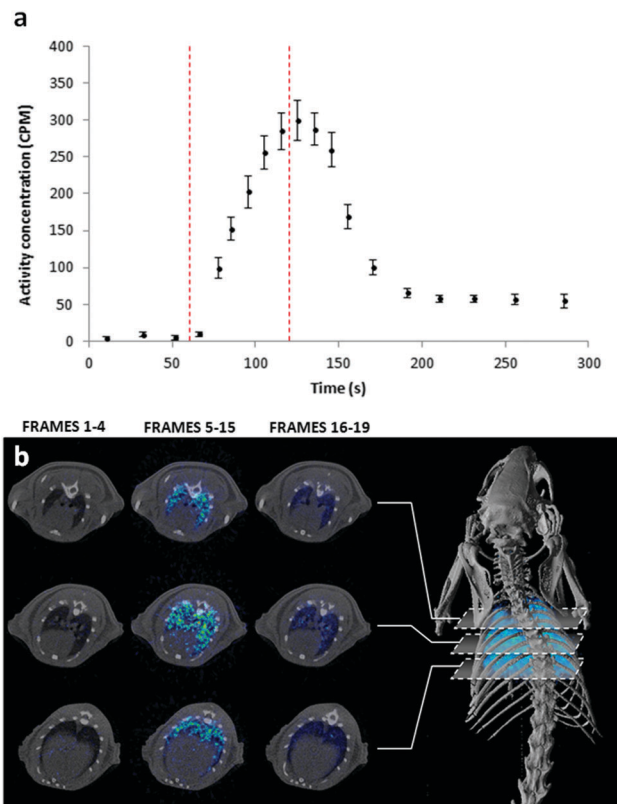 a
400
350
300
250
200
150
100
50
0
Activity concentration (CPM)
0 50 100 150 200 250 300
Time (s)
FRAMES 1-4 FRAMES 5-15 FRAMES 16-19
b